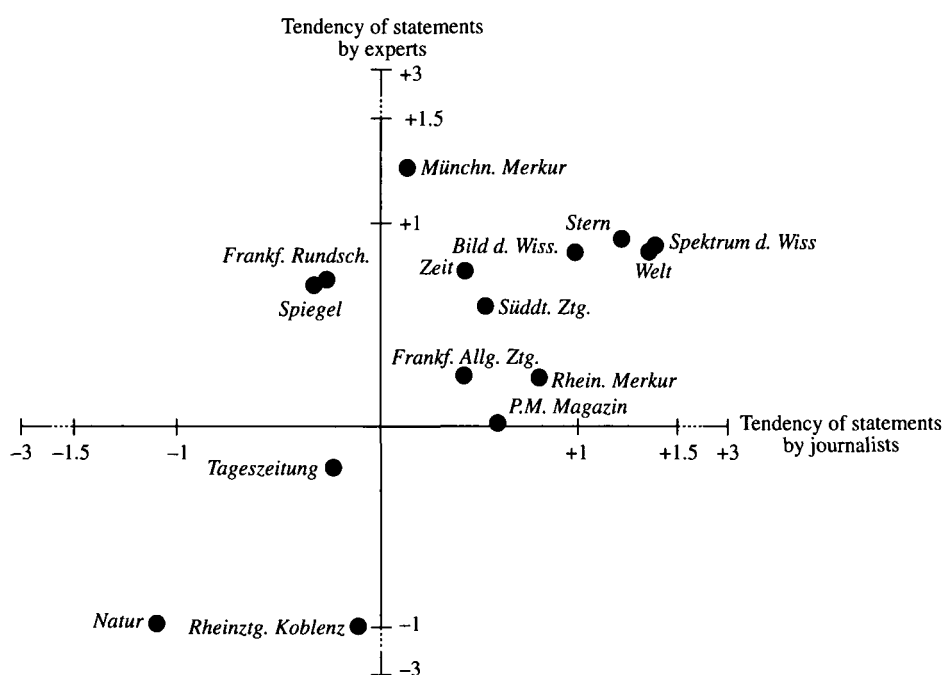 Tendency of statements
by experts
+3
+1.5
Münchn. Merkur
+1
Stern
Bild d. Wiss.
Spektrum d. Wiss
Frankf. Rundsch.
Zeit
Welt
Spiegel
Süddt. Ztg.
Frankf. Allg. Ztg.
Rhein. Merkur
P.M. Magazin
Tendency of statements
by journalists
–3 –1.5 –1 +1 +1.5 +3
Tageszeitung
Natur
Rheinztg. Koblenz
–1
–3